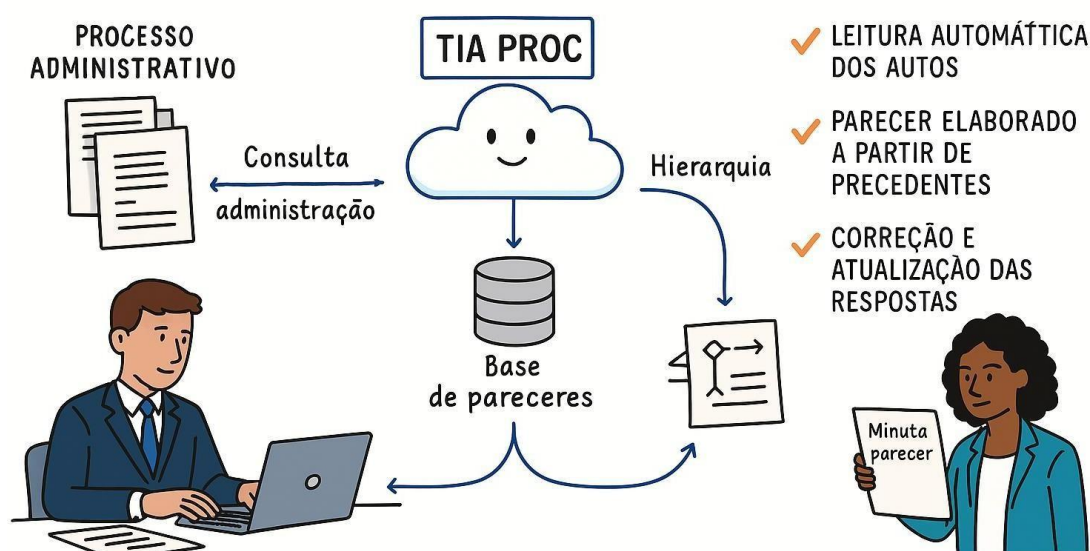 PROCESSO
ADMINISTRATIVO
TIA PROC
Consulta
administração
Hierarquia
Base
de pareceres
LEITURA AUTOMÁTTICA
DOS AUTOS
PARECER ELABORADO
A PARTIR DE
PRECEDENTES
CORREÇÃO E
ATUALIZAÇÀO DAS
RESPOSTAS
Minuta
parecer